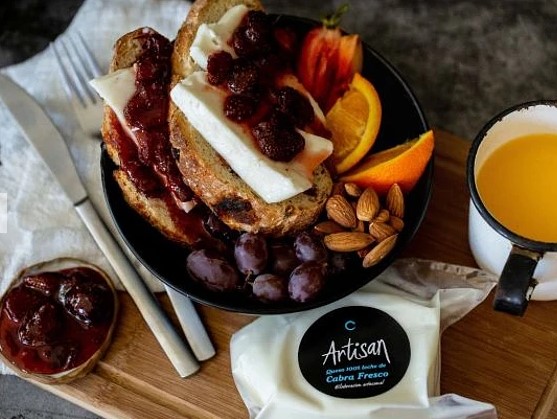 C
Artisan
Queso 100% leche de
Cabra Fresco
Elaboración artesanal